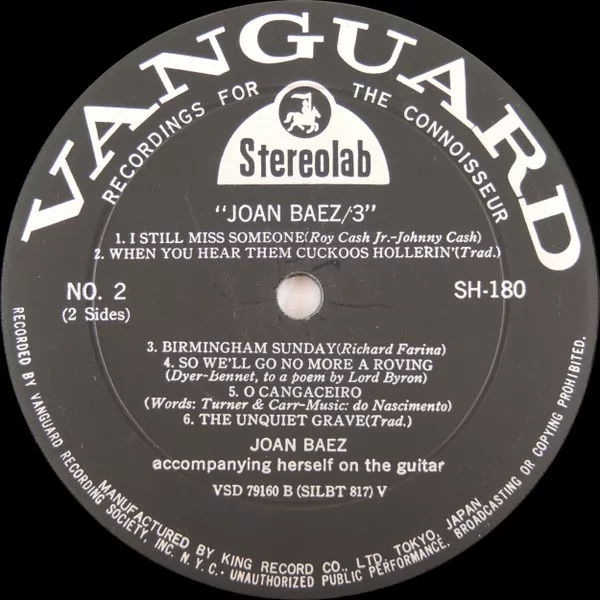 VANGUARD
RECORDINGS FOR THE CONNOISSEUR
Stereolab
"JOAN BAEZ/3"
1. I STILL MISS SOMEONE(Roy Cash Jr.-Johnny Cash)
2. WHEN YOU HEAR THEM CUCKOOS HOLLERIN'(Trad.)
NO. 2
(2 Sides)
SH-180
3. BIRMINGHAM SUNDAY(Richard Farina)
4. SO WE'LL GO NO MORE A ROVING
(Dyer-Bennet, to a poem by Lord Byron)
5. O CANGACEIRO
(Words: Turner & Carr-Music: do Nascimento)
6. THE UNQUIET GRAVE(Trad.)
JOAN BAEZ
accompanying herself on the guitar
VSD 79160 B (SILBT 817) V
MANUFACTURED BY KING RECORD CO., LTD. TOKYO, JAPAN
RECORDED BY VANGUARD RECORDING SOCIETY, INC. N.Y.C. · UNAUTHORIZED PUBLIC PERFORMANCE, BROADCASTING OR COPYING PROHIBITED.